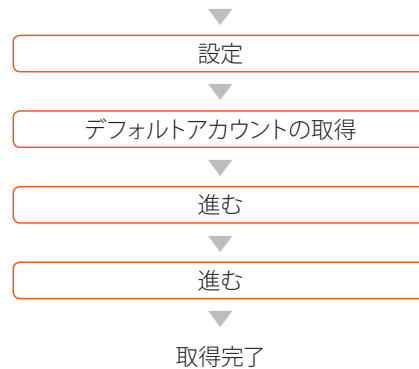 設定
デフォルトアカウントの取得
進む
進む
取得完了